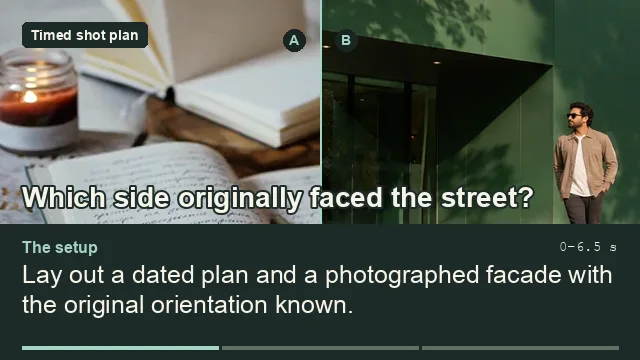 Timed shot plan
A
B
Which side originally faced the street?
The setup
0–6.5 s
Lay out a dated plan and a photographed facade with
the original orientation known.